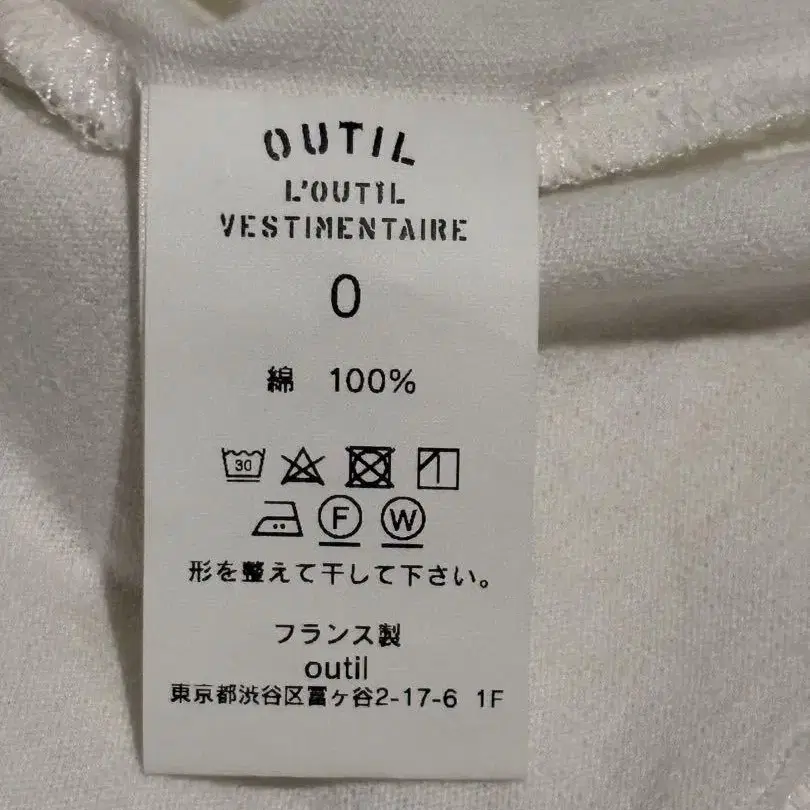 OUTIL
L'OUTIL
VESTIMENTAIRE
0
綿 100%
30
F W
形を整えて干して下さい。
フランス製
outil
東京都渋谷区富ヶ谷2-17-6 1F